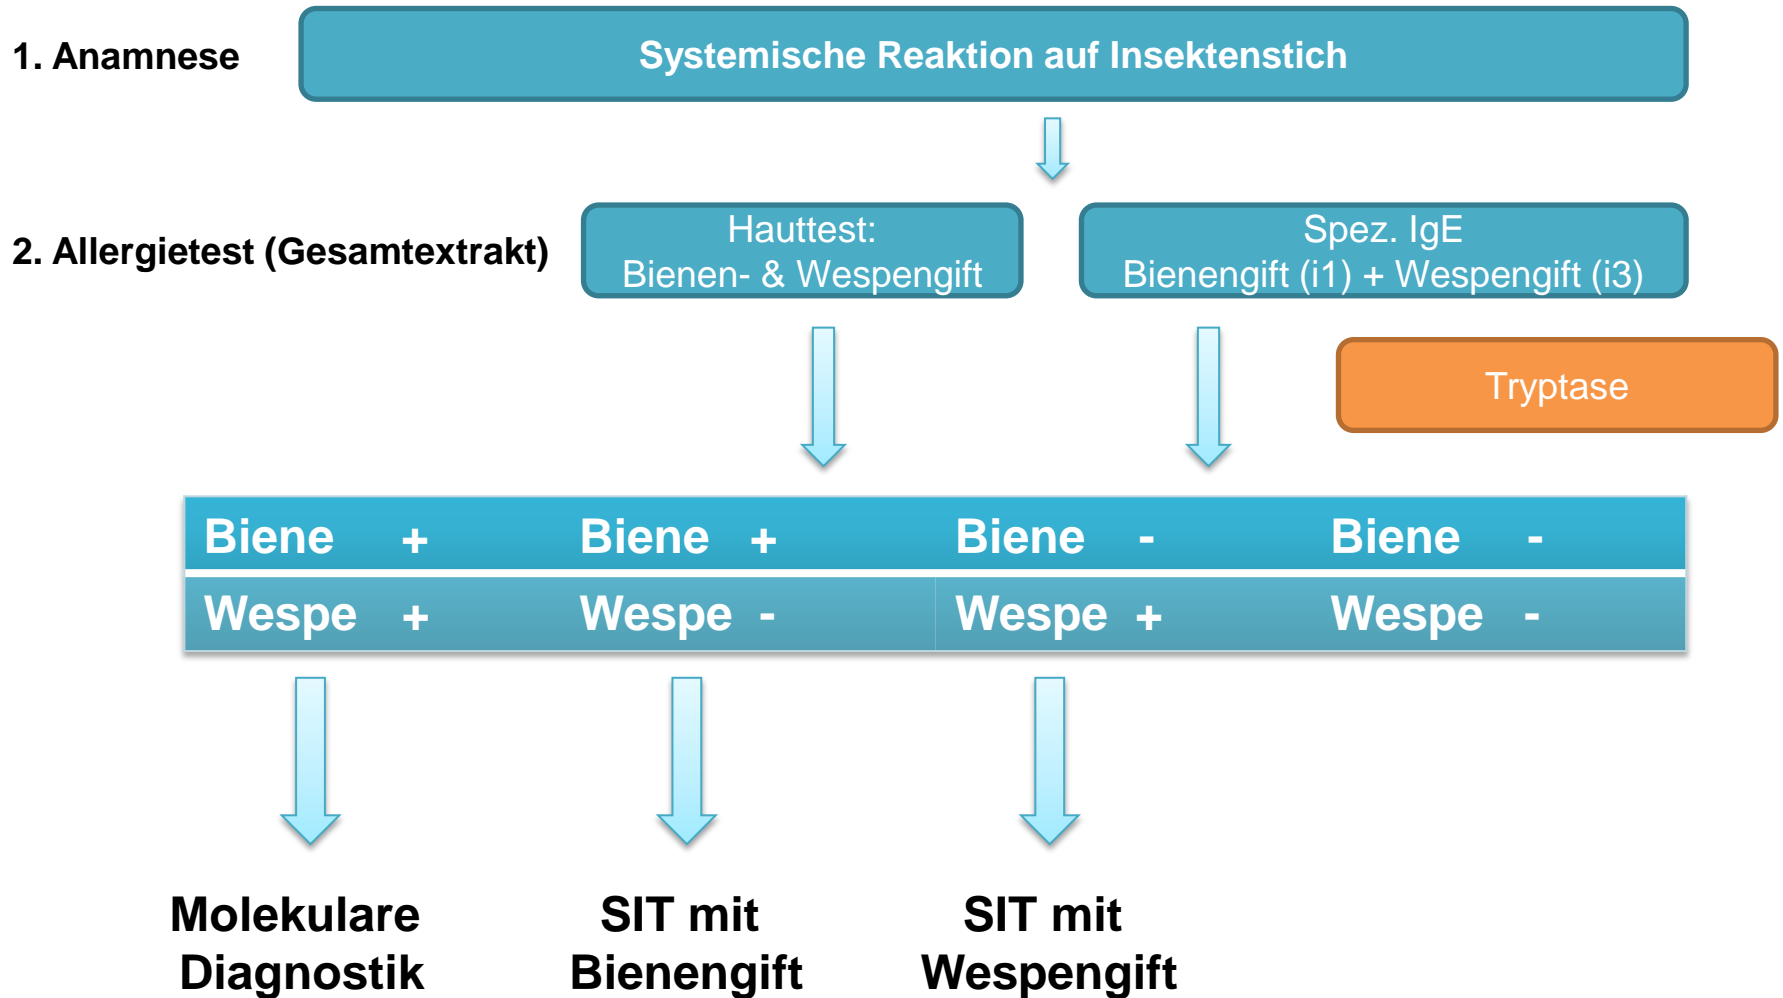 1. Anamnese
Systemische Reaktion auf Insektenstich
2. Allergietest (Gesamtextrakt)
Hauttest:
Bienen- & Wespengift
Spez. IgE
Bienengift (i1) + Wespengift (i3)
Tryptase
Biene + Biene + Biene - Biene -
Wespe + Wespe - Wespe + Wespe -
Molekulare
Diagnostik
SIT mit
Bienengift
SIT mit
Wespengift